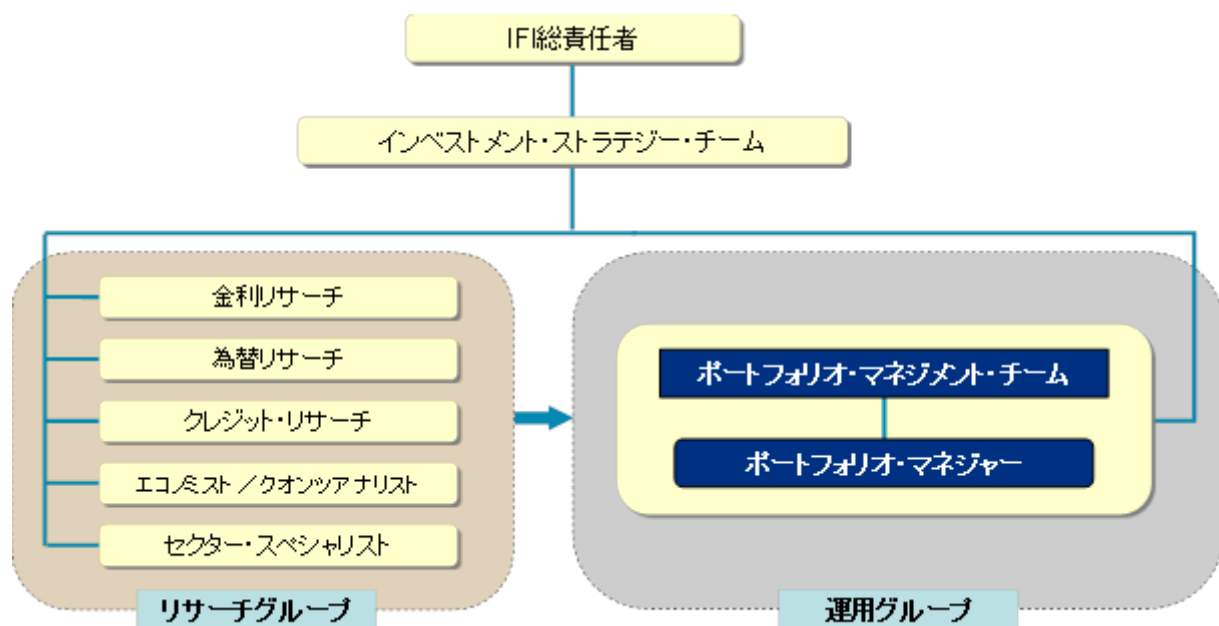 IFI総責任者
インベストメント・ストラテジー・チーム
金利リサーチ
為替リサーチ
クレジット・リサーチ
エコノミスト／クオンツアナリスト
セクター・スペシャリスト
リサーチグループ
ポートフォリオ・マネジメント・チーム
ポートフォリオ・マネジャー
運用グループ